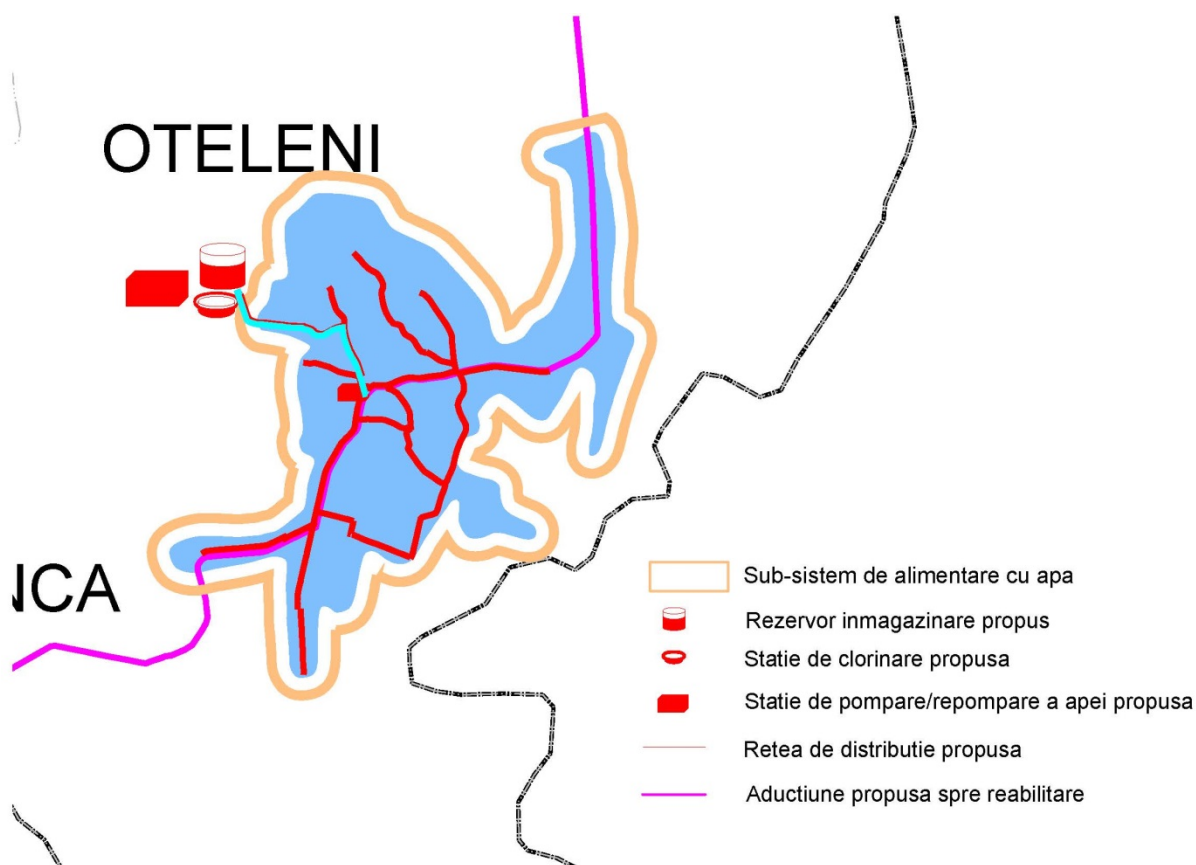 OTELENI
NCA
Sub-sistem de alimentare cu apa
Rezervor inmagazinare propus
Statie de clorinare propusa
Statie de pompare/repompare a apei propusa
Retea de distributie propusa
Aductiune propusa spre reabilitare